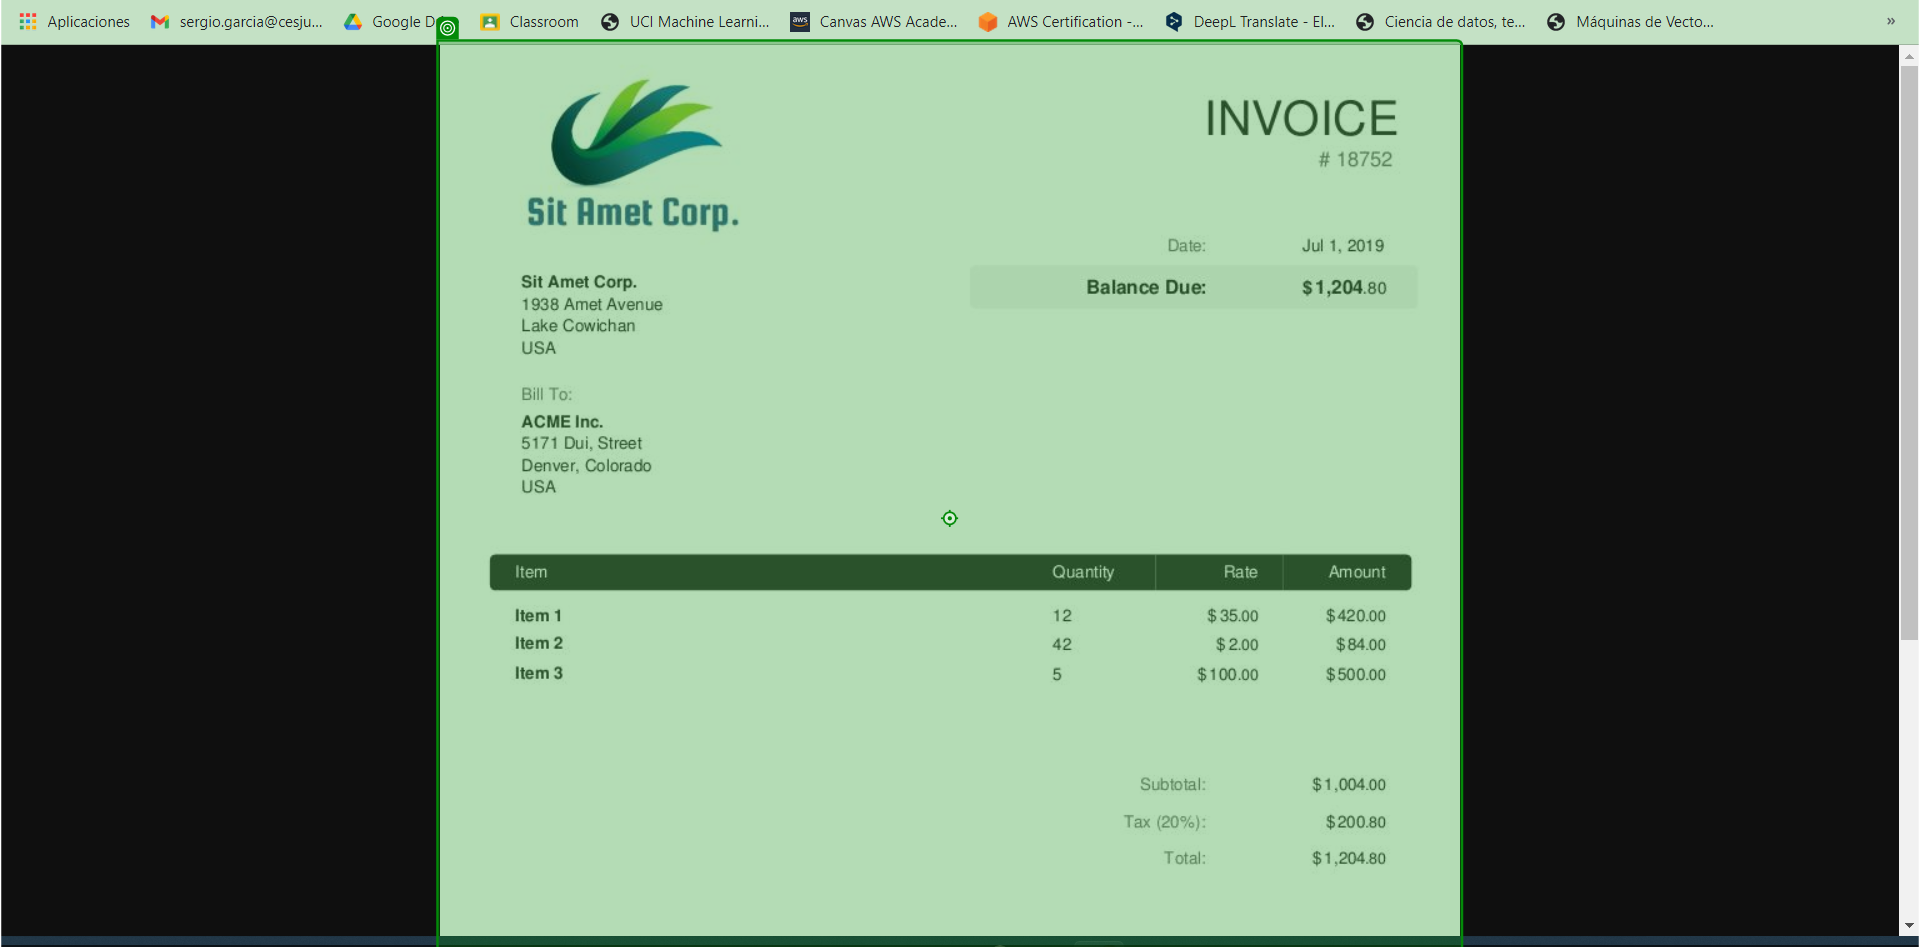 Aplicaciones sergio.garcia@cesju... Google D Classroom UCI Machine Learni... Canvas AWS Acade... AWS Certification -... DeepL Translate - El... Ciencia de datos, te... Máquinas de Vecto... »
Sit Amet Corp.
INVOICE
# 18752
Date: Jul 1, 2019
Balance Due: $1,204.80
Sit Amet Corp.
1938 Amet Avenue
Lake Cowichan
USA
Bill To:
ACME Inc.
5171 Dui, Street
Denver, Colorado
USA
Item Quantity Rate Amount
Item 1 12 $35.00 $420.00
Item 2 42 $2.00 $84.00
Item 3 5 $100.00 $500.00
Subtotal: $1,004.00
Tax (20%): $200.80
Total: $1,204.80